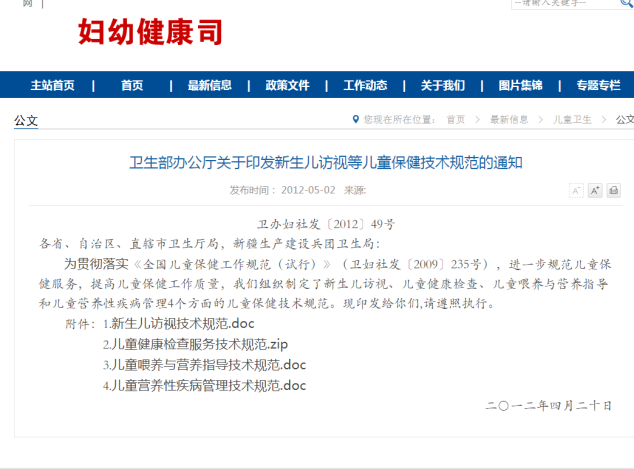 网 |
--请输入关键字--
妇幼健康司
主站首页 | 首页 | 最新信息 | 政策文件 | 工作动态 | 关于我们 | 图片集锦 | 专题专栏
公文
您现在所在位置： 首页 > 最新信息 > 儿童卫生 > 公文
卫生部办公厅关于印发新生儿访视等儿童保健技术规范的通知
发布时间： 2012-05-02 来源:
A- A+
卫办妇社发〔2012〕49号
各省、自治区、直辖市卫生厅局，新疆生产建设兵团卫生局：
为贯彻落实《全国儿童保健工作规范（试行）》（卫妇社发〔2009〕235号），进一步规范儿童保
健服务，提高儿童保健工作质量，我们组织制定了新生儿访视、儿童健康检查、儿童喂养与营养指导
和儿童营养性疾病管理4个方面的儿童保健技术规范。现印发给你们,请遵照执行。
附件：1.新生儿访视技术规范.doc
2.儿童健康检查服务技术规范.zip
3.儿童喂养与营养指导技术规范.doc
4.儿童营养性疾病管理技术规范.doc
二〇一二年四月二十日